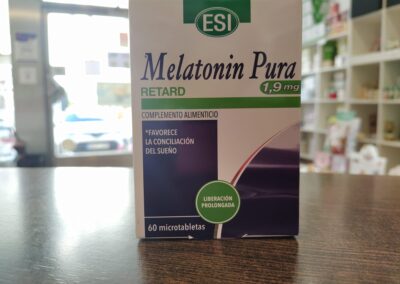 ESI
Melatonin Pura
RETARD
1,9 mg
COMPLEMENTO ALIMENTICIO
*FAVORECE
LA CONCILIACIÓN
DEL SUEÑO
LIBERACIÓN
PROLONGADA
60 microtabletas